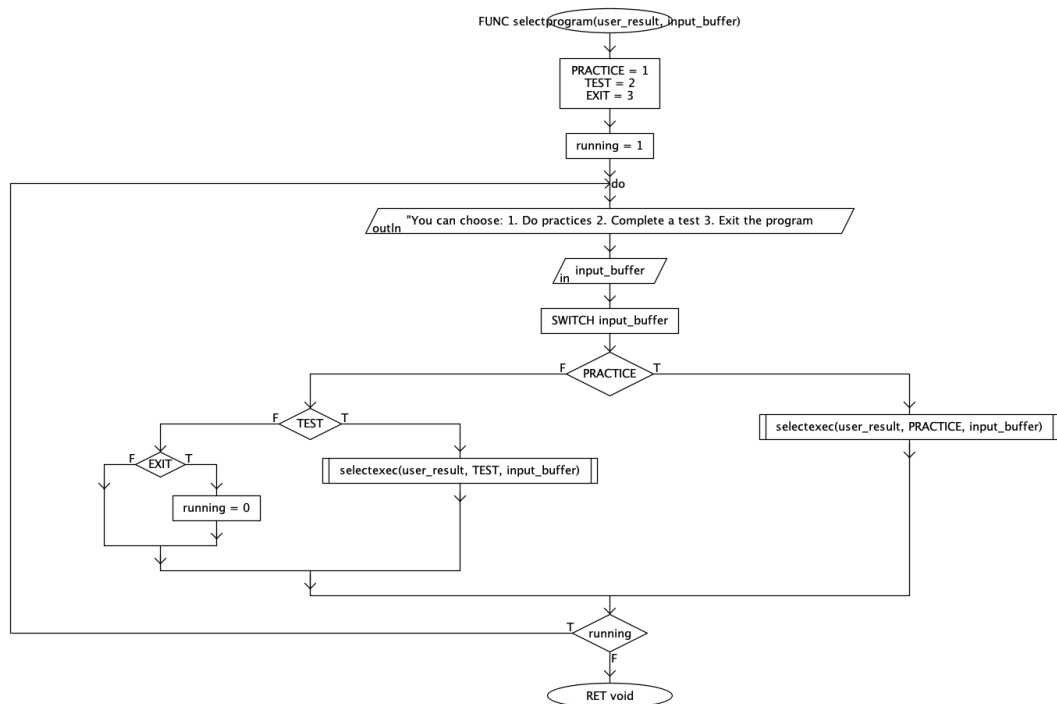 FUNC selectprogram(user_result, input_buffer)
PRACTICE = 1
TEST = 2
EXIT = 3
running = 1
do
"You can choose: 1. Do practices 2. Complete a test 3. Exit the program
outln
input_buffer
in
SWITCH input_buffer
F
PRACTICE
T
F
TEST
T
selectexec(user_result, PRACTICE, input_buffer)
F
EXIT
T
selectexec(user_result, TEST, input_buffer)
running = 0
T
running
F
RET void